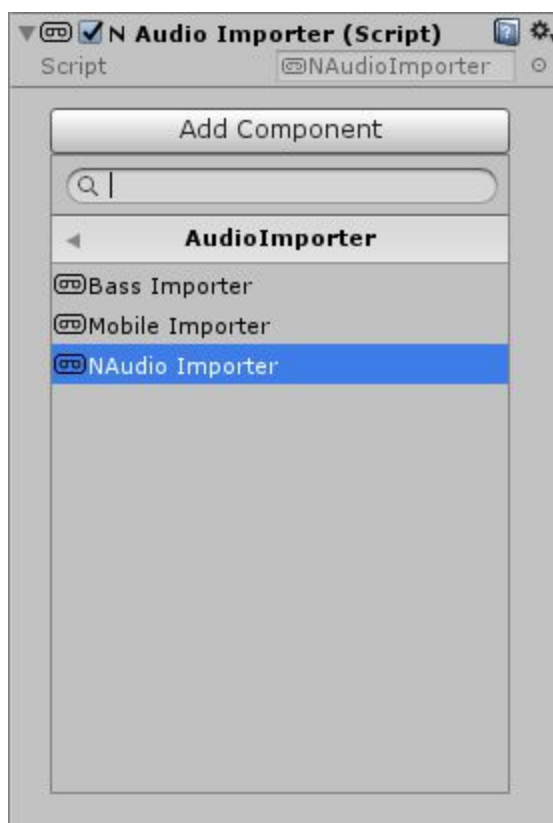 N Audio Importer (Script)
Script NAudioImporter
Add Component
AudioImporter
Bass Importer
Mobile Importer
NAudio Importer